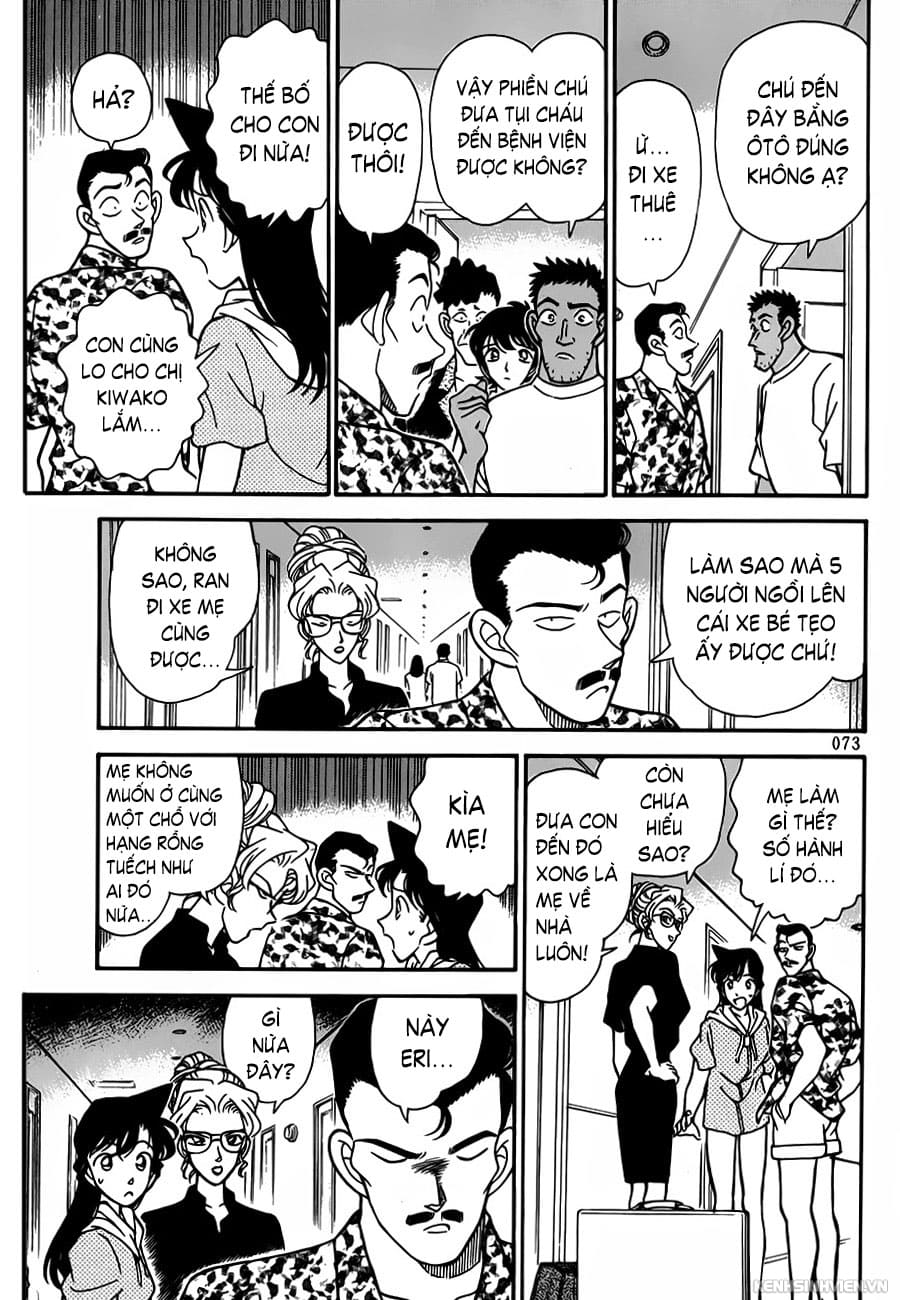 CHÚ ĐẾN
ĐÂY BẰNG
ÔTÔ ĐÚNG
KHÔNG Ạ?
Ừ...
ĐI XE
THUÊ
...
VẬY PHIỀN CHÚ
ĐƯA TỤI CHÁU
ĐẾN BỆNH VIỆN
ĐƯỢC KHÔNG?
ĐƯỢC
THÔI!
THẾ BỐ
CHO CON
ĐI NỮA!
HẢ?
CON CŨNG
LO CHO CHỊ
KIWAKO
LẮM...
LÀM SAO MÀ 5
NGƯỜI NGỒI LÊN
CÁI XE BÉ TẸO
ẤY ĐƯỢC CHỨ!
KHÔNG
SAO, RAN
ĐI XE MẸ
CŨNG
ĐƯỢC...
073
MẸ LÀM
GÌ THẾ?
SỐ HÀNH
LÍ ĐÓ...
CÒN
CHƯA
HIỂU
SAO?
ĐƯA CON
ĐẾN ĐÓ
XONG LÀ
MẸ VỀ
NHÀ
LUÔN!
KÌA
MẸ!
MẸ KHÔNG
MUỐN Ở CÙNG
MỘT CHỖ VỚI
HẠNG RỖNG
TUẾCH NHƯ
AI ĐÓ
NỮA..
NÀY
ERI...
GÌ
NỮA
ĐÂY?
KENHSINHVIEN.VN